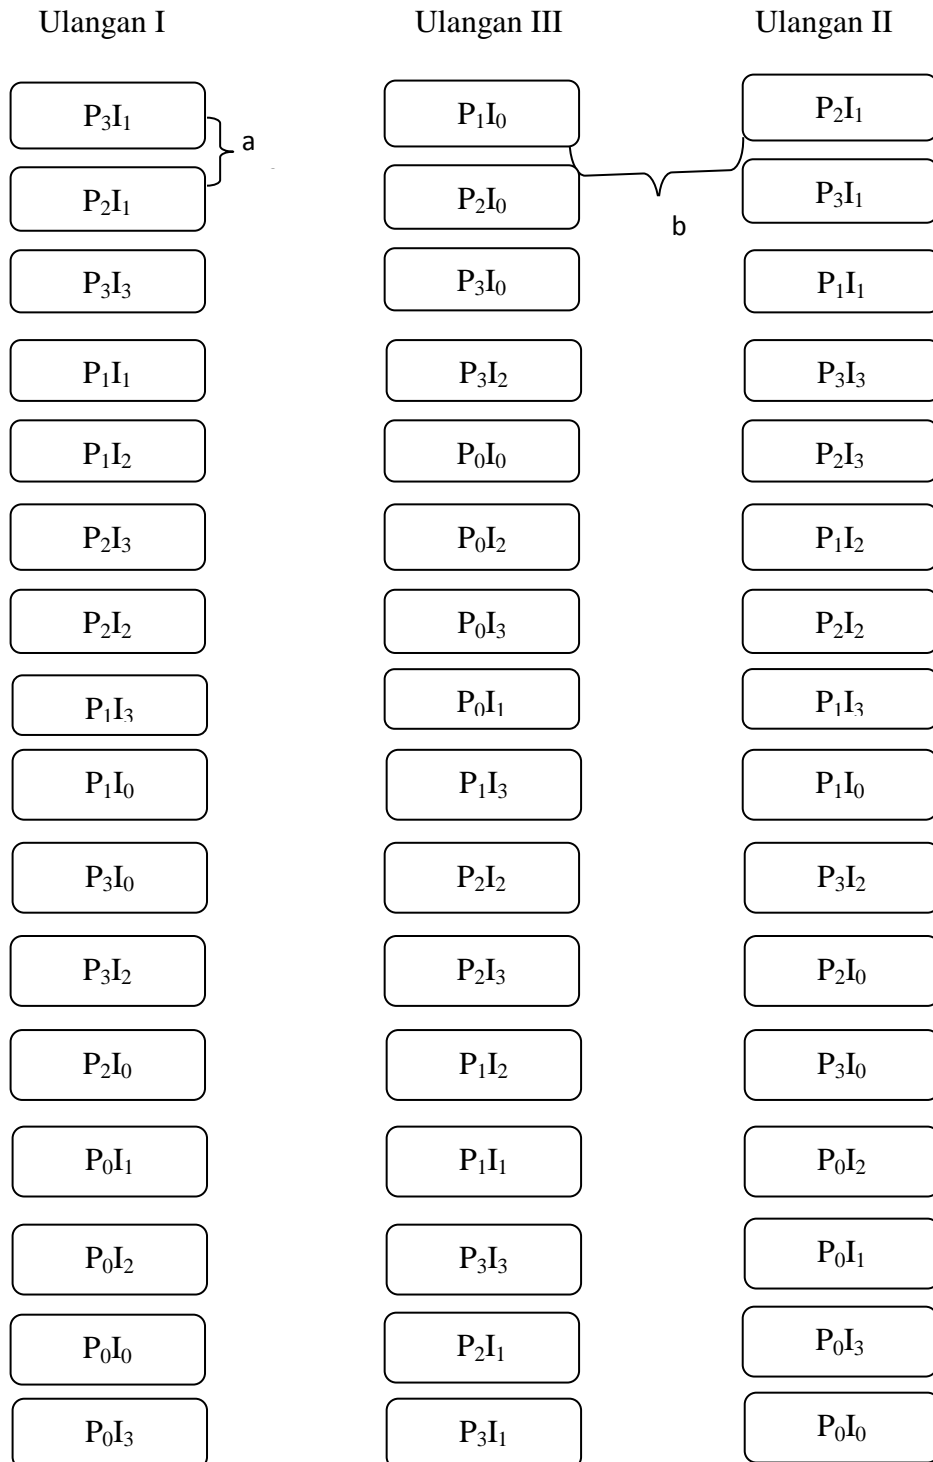 Ulangan I Ulangan III Ulangan II
P₃I₁ P₁I₀ P₂I₁
a
P₂I₁ P₂I₀ P₃I₁
b
P₃I₃ P₃I₀ P₁I₁
P₁I₁ P₃I₂ P₃I₃
P₁I₂ P₀I₀ P₂I₃
P₂I₃ P₀I₂ P₁I₂
P₂I₂ P₀I₃ P₂I₂
P₁I₃ P₀I₁ P₁I₃
P₁I₀ P₁I₃ P₁I₀
P₃I₀ P₂I₂ P₃I₂
P₃I₂ P₂I₃ P₂I₀
P₂I₀ P₁I₂ P₃I₀
P₀I₁ P₁I₁ P₀I₂
P₀I₂ P₃I₃ P₀I₁
P₀I₀ P₂I₁ P₀I₃
P₀I₃ P₃I₁ P₀I₀